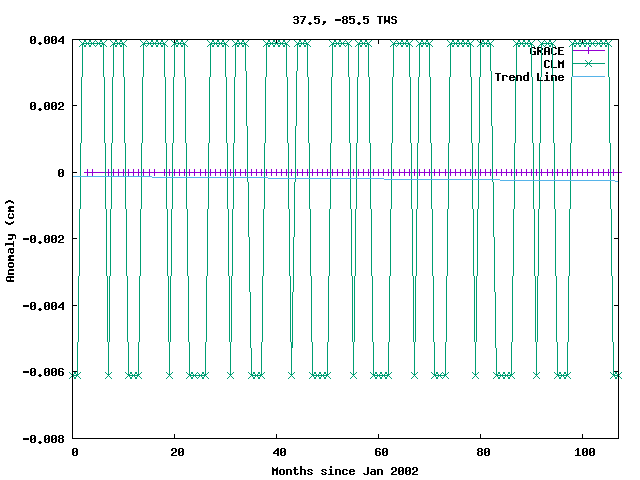 37.5, -85.5 TWS
0.004
GRACE
CLM
Trend Line
0.002
0
-0.002
-0.004
-0.006
-0.008
Anomaly (cm)
0 20 40 60 80 100
Months since Jan 2002